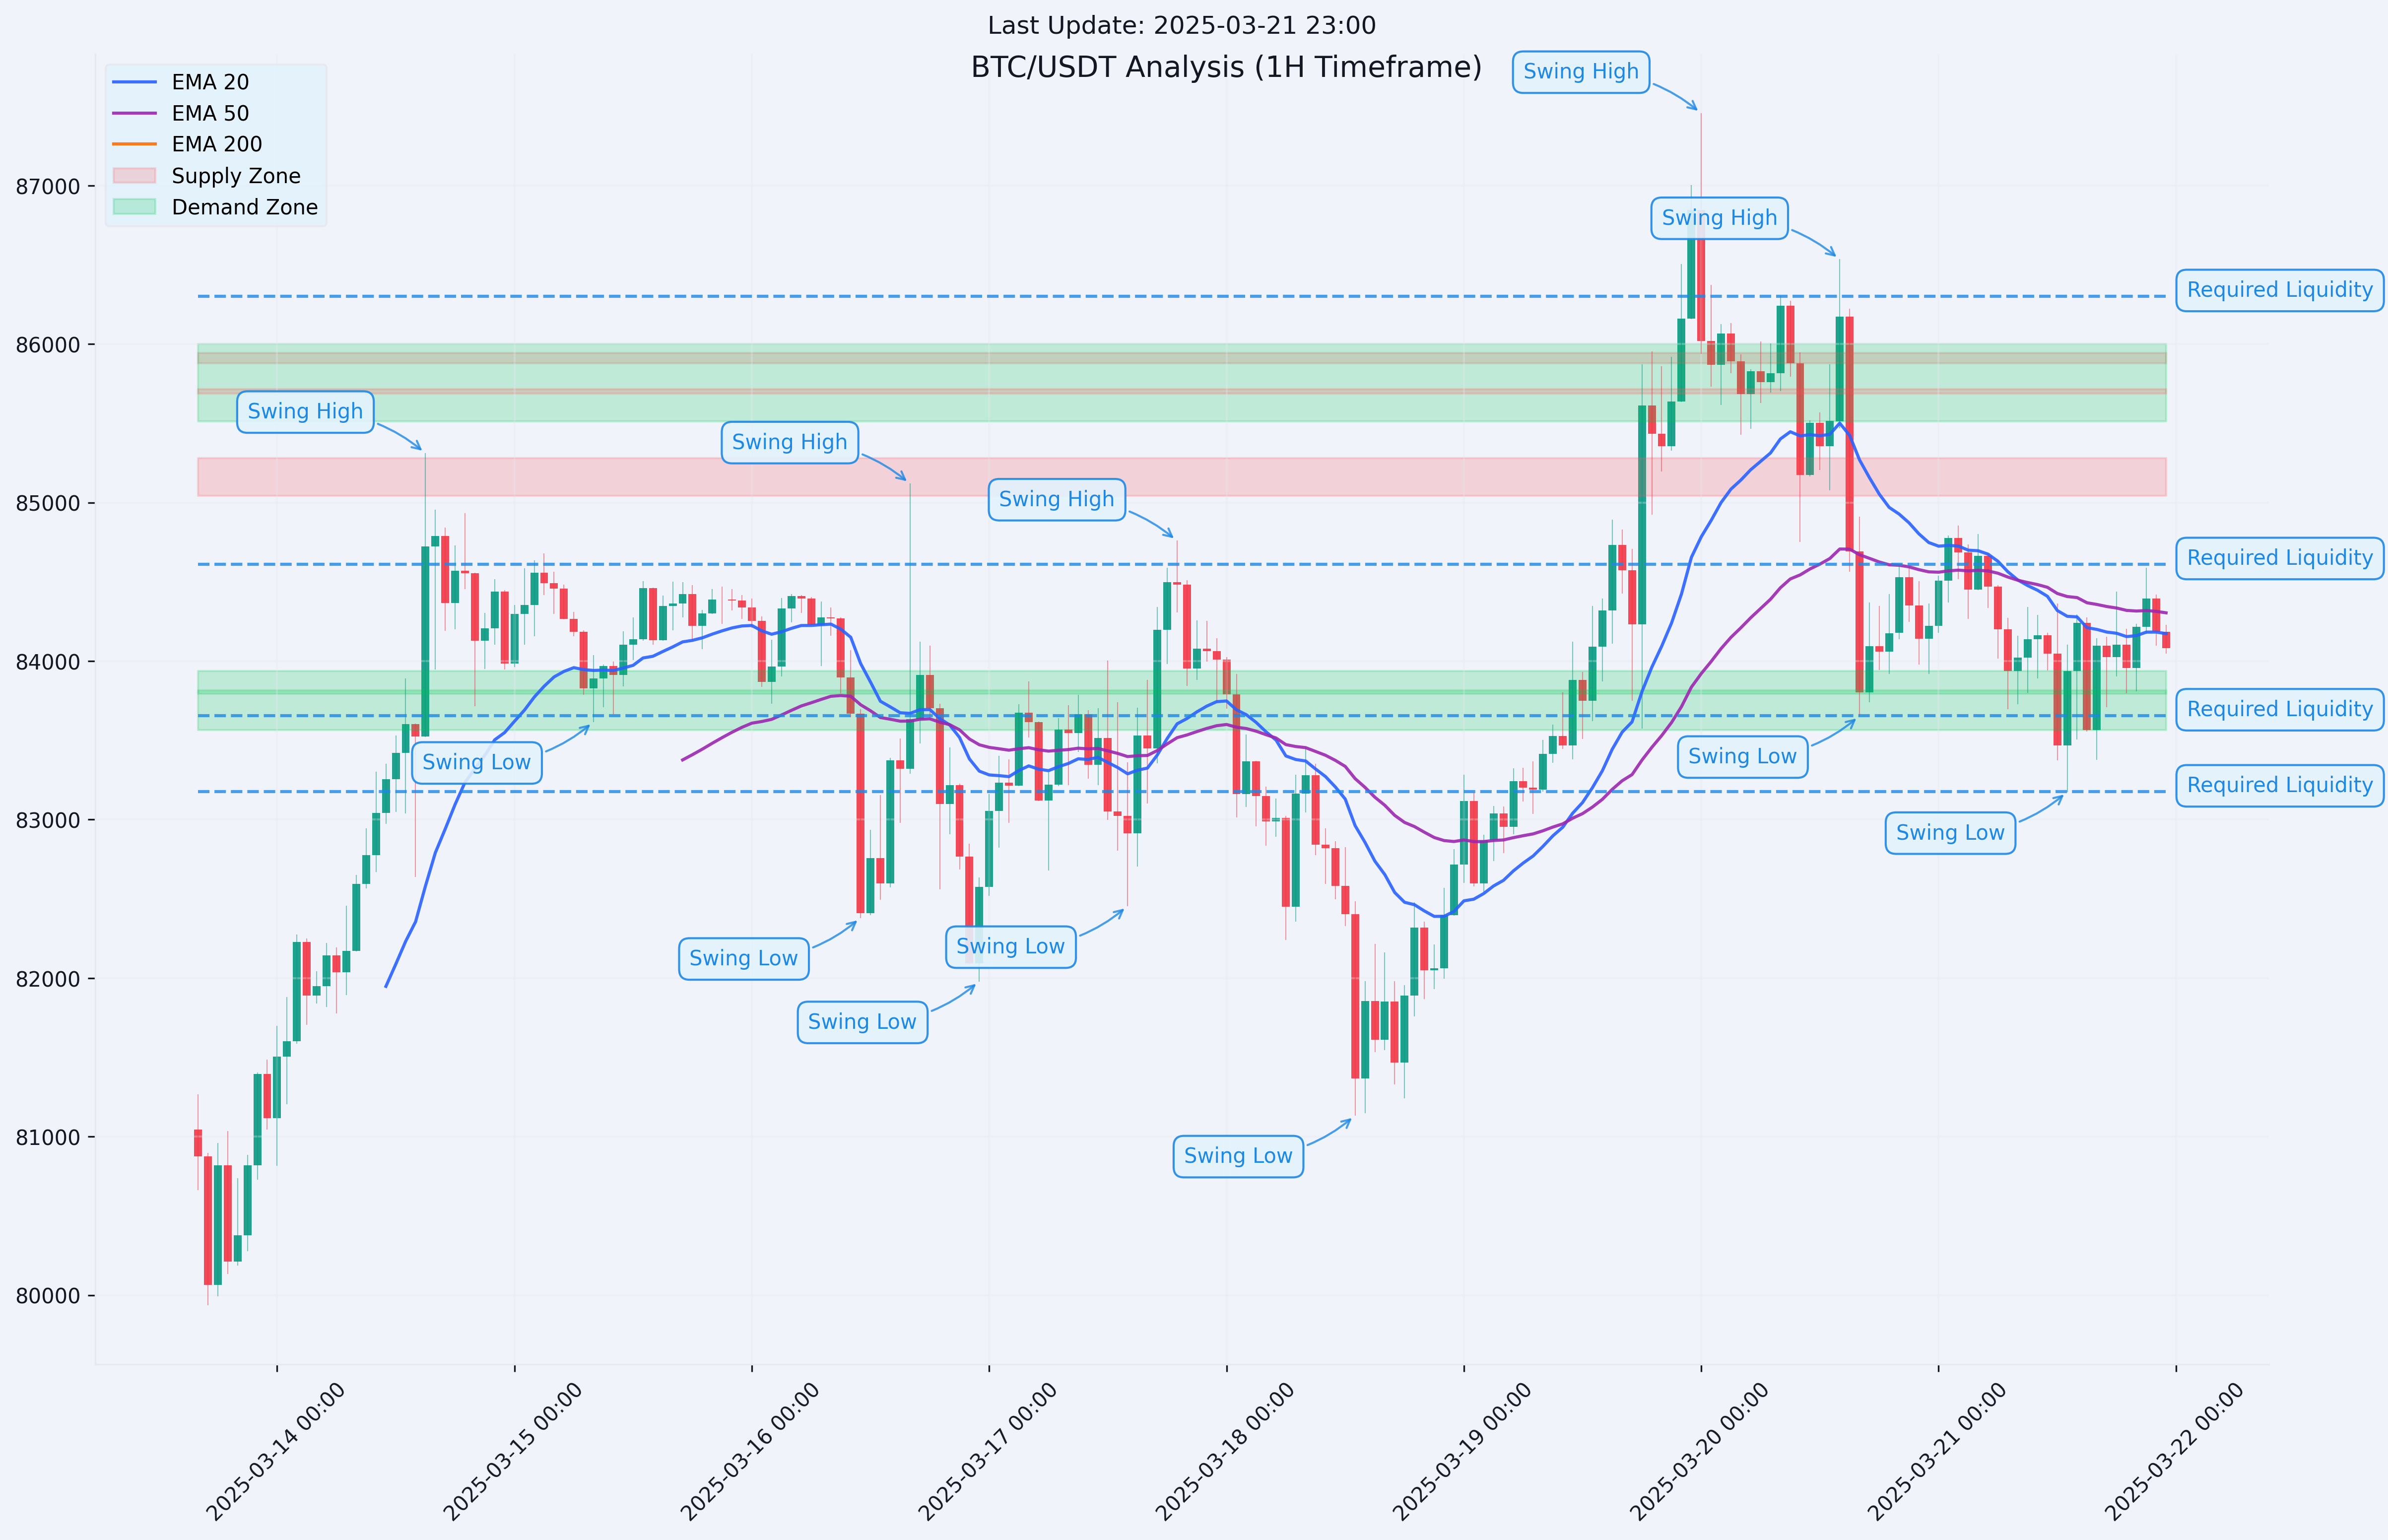 Last Update: 2025-03-21 23:00
BTC/USDT Analysis (1H Timeframe)
EMA 20
EMA 50
EMA 200
Supply Zone
Demand Zone
Swing High
Swing High
Swing High
Swing High
Swing High
Required Liquidity
Required Liquidity
Required Liquidity
Required Liquidity
Swing Low
Swing Low
Swing Low
Swing Low
Swing Low
Swing Low
Swing Low
87000
86000
85000
84000
83000
82000
81000
80000
2025-03-14 00:00
2025-03-15 00:00
2025-03-16 00:00
2025-03-17 00:00
2025-03-18 00:00
2025-03-19 00:00
2025-03-20 00:00
2025-03-21 00:00
2025-03-22 00:00